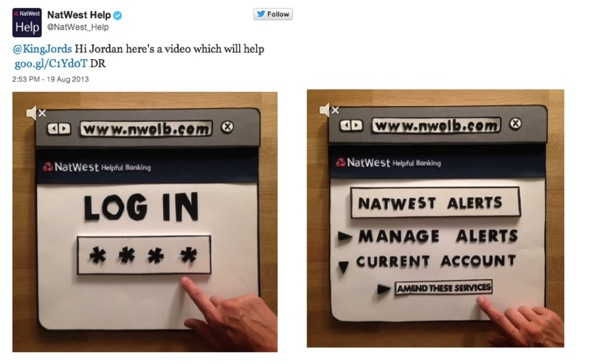 NatWest Help
@NatWest_Help
Follow
NatWest
Help
@KingJords Hi Jordan here's a video which will help
goo.gl/C1YdoT DR
2:53 PM - 19 Aug 2013
www.nwolb.com
NatWest Helpful Banking
LOG IN
* * * *
www.nwolb.com
NatWest Helpful Banking
NATWEST ALERTS
MANAGE ALERTS
CURRENT ACCOUNT
AMEND THESE SERVICES